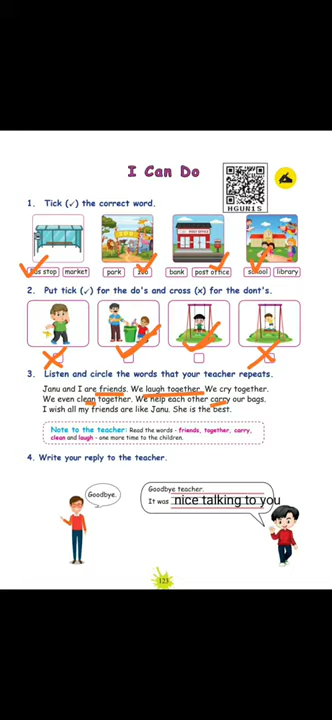 I Can Do
HGUN1S
1. Tick (✓) the correct word.
POST OFFICE
bus stop market park zoo bank post office school library
2. Put tick (✓) for the do's and cross (x) for the dont's.
3. Listen and circle the words that your teacher repeats.
Janu and I are friends. We laugh together. We cry together.
We even clean together. We help each other carry our bags.
I wish all my friends are like Janu. She is the best.
Note to the teacher: Read the words - friends, together, carry,
clean and laugh - one more time to the children.
4. Write your reply to the teacher.
Goodbye.
Goodbye teacher.
It was nice talking to you
123